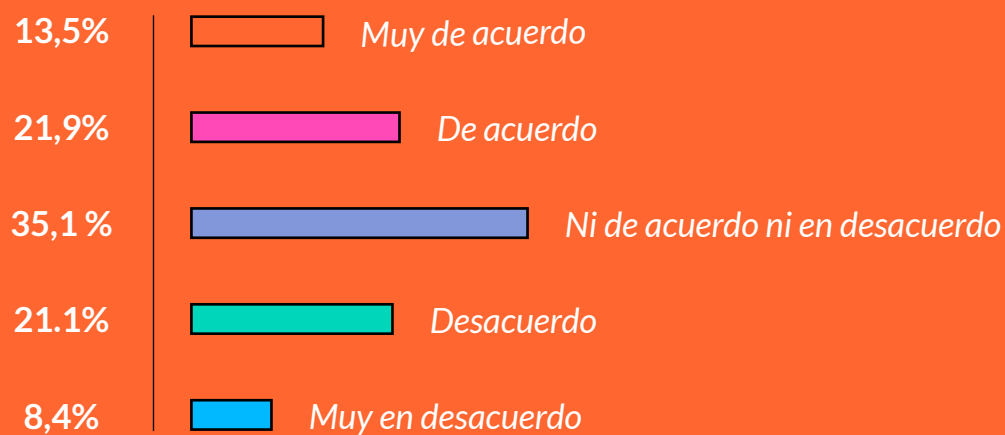 13,5% Muy de acuerdo
21,9% De acuerdo
35,1 % Ni de acuerdo ni en desacuerdo
21.1% Desacuerdo
8,4% Muy en desacuerdo